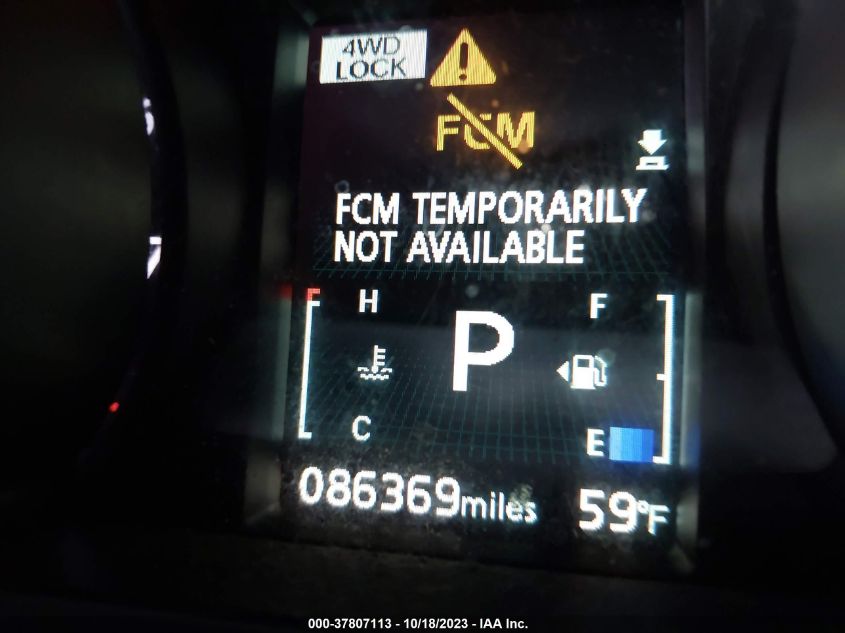 4WD
LOCK
FCM
FCM TEMPORARILY
NOT AVAILABLE
H F
P
C E
086369miles 59°F
000-37807113 - 10/18/2023 - IAA Inc.